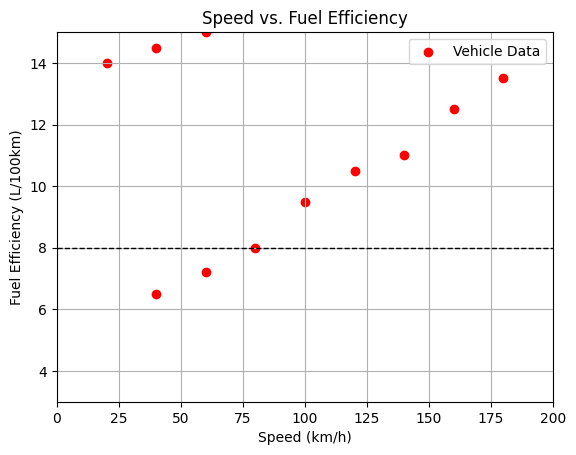 Speed vs. Fuel Efficiency
Vehicle Data
Fuel Efficiency (L/100km)
14
12
10
8
6
4
0 25 50 75 100 125 150 175 200
Speed (km/h)